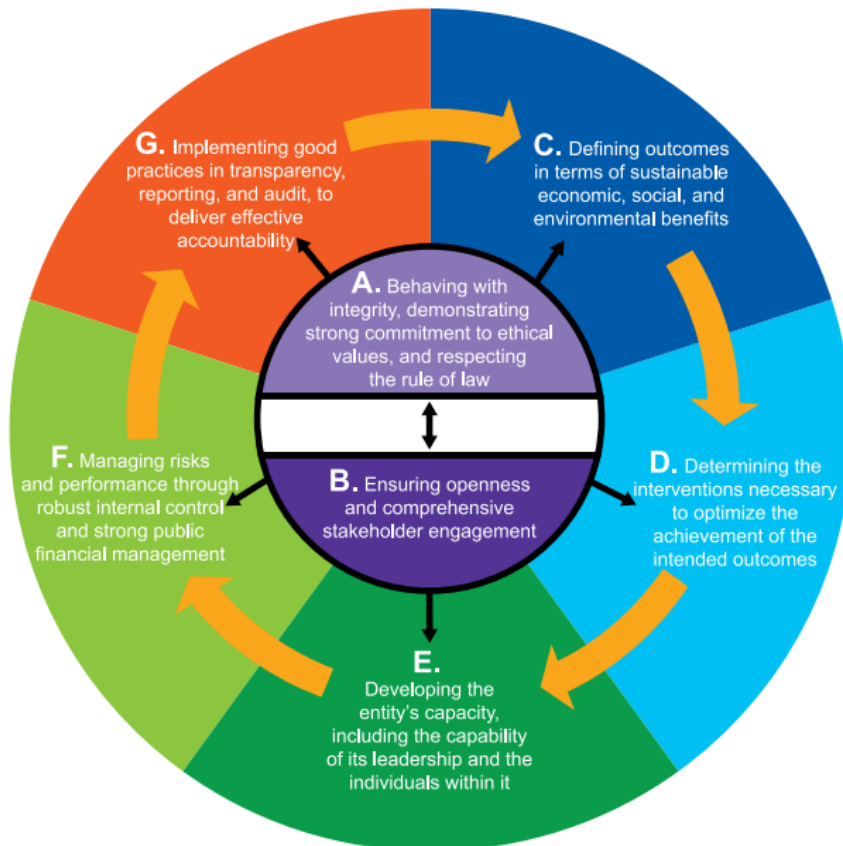 G. Implementing good
practices in transparency,
reporting, and audit, to
deliver effective
accountability
C. Defining outcomes
in terms of sustainable
economic, social, and
environmental benefits
A. Behaving with
integrity, demonstrating
strong commitment to ethical
values, and respecting
the rule of law
F. Managing risks
and performance through
robust internal control
and strong public
financial management
B. Ensuring openness
and comprehensive
stakeholder engagement
D. Determining the
interventions necessary
to optimize the
achievement of the
intended outcomes
E.
Developing the
entity's capacity,
including the capability
of its leadership and the
individuals within it